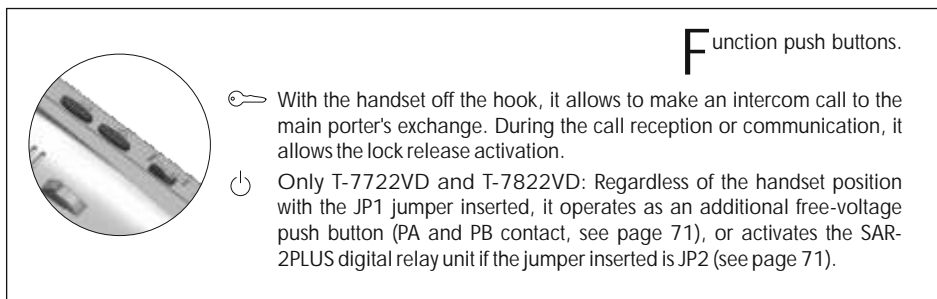 Function push buttons.
With the handset off the hook, it allows to make an intercom call to the
main porter's exchange. During the call reception or communication, it
allows the lock release activation.
Only T-7722VD and T-7822VD: Regardless of the handset position
with the JP1 jumper inserted, it operates as an additional free-voltage
push button (PA and PB contact, see page 71), or activates the SAR-
2PLUS digital relay unit if the jumper inserted is JP2 (see page 71).